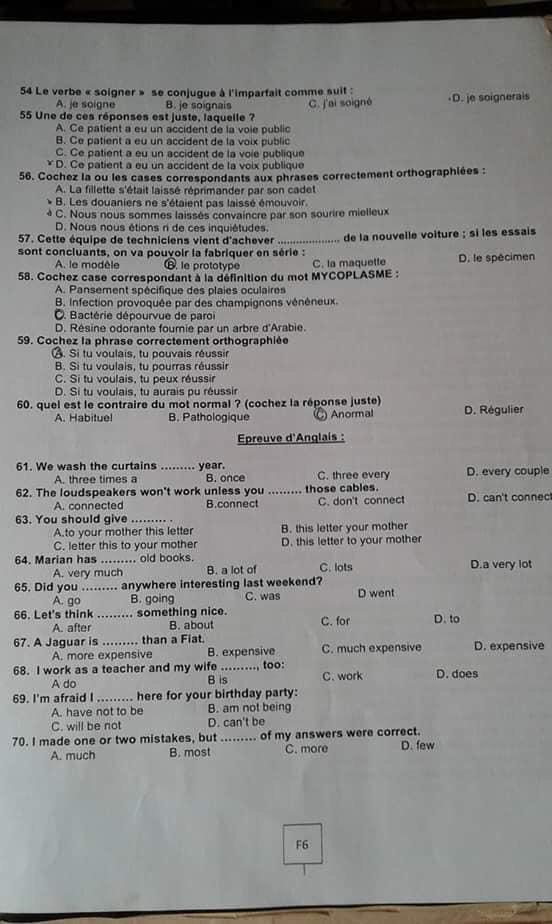 54 Le verbe « soigner » se conjugue à l'imparfait comme suit :
A. je soigne B. je soignais C. j'ai soigné D. je soignerais
55 Une de ces réponses est juste, laquelle ?
A. Ce patient a eu un accident de la voie public
B. Ce patient a eu un accident de la voix public
C. Ce patient a eu un accident de la voie publique
D. Ce patient a eu un accident de la voix publique
56. Cochez la ou les cases correspondants aux phrases correctement orthographiées :
A. La fillette s'était laissé réprimander par son cadet
B. Les douaniers ne s'étaient pas laissé émouvoir.
C. Nous nous sommes laissés convaincre par son sourire mielleux
D. Nous nous étions ri de ces inquiétudes.
57. Cette équipe de techniciens vient d'achever .................... de la nouvelle voiture ; si les essais
sont concluants, on va pouvoir la fabriquer en série :
A. le modèle B. le prototype C. la maquette D. le spécimen
58. Cochez case correspondant à la définition du mot MYCOPLASME :
A. Pansement spécifique des plaies oculaires
B. Infection provoquée par des champignons vénéneux.
C. Bactérie dépourvue de paroi
D. Résine odorante fournie par un arbre d'Arabie.
59. Cochez la phrase correctement orthographiée
A. Si tu voulais, tu pouvais réussir
B. Si tu voulais, tu pourras réussir
C. Si tu voulais, tu peux réussir
D. Si tu voulais, tu aurais pu réussir
60. quel est le contraire du mot normal ? (cochez la réponse juste)
A. Habituel B. Pathologique C. Anormal D. Régulier
Epreuve d'Anglais :
61. We wash the curtains ......... year.
A. three times a B. once C. three every D. every couple
62. The loudspeakers won't work unless you ......... those cables.
A. connected B.connect C. don't connect D. can't connect
63. You should give ......... .
A.to your mother this letter B. this letter your mother
C. letter this to your mother D. this letter to your mother
64. Marian has ......... old books.
A. very much B. a lot of C. lots D.a very lot
65. Did you ......... anywhere interesting last weekend?
A. go B. going C. was D went
66. Let's think ......... something nice.
A. after B. about C. for D. to
67. A Jaguar is ......... than a Fiat.
A. more expensive B. expensive C. much expensive D. expensive
68. I work as a teacher and my wife ........., too:
A do B is C. work D. does
69. I'm afraid I ......... here for your birthday party:
A. have not to be B. am not being
C. will be not D. can't be
70. I made one or two mistakes, but ......... of my answers were correct.
A. much B. most C. more D. few
F6